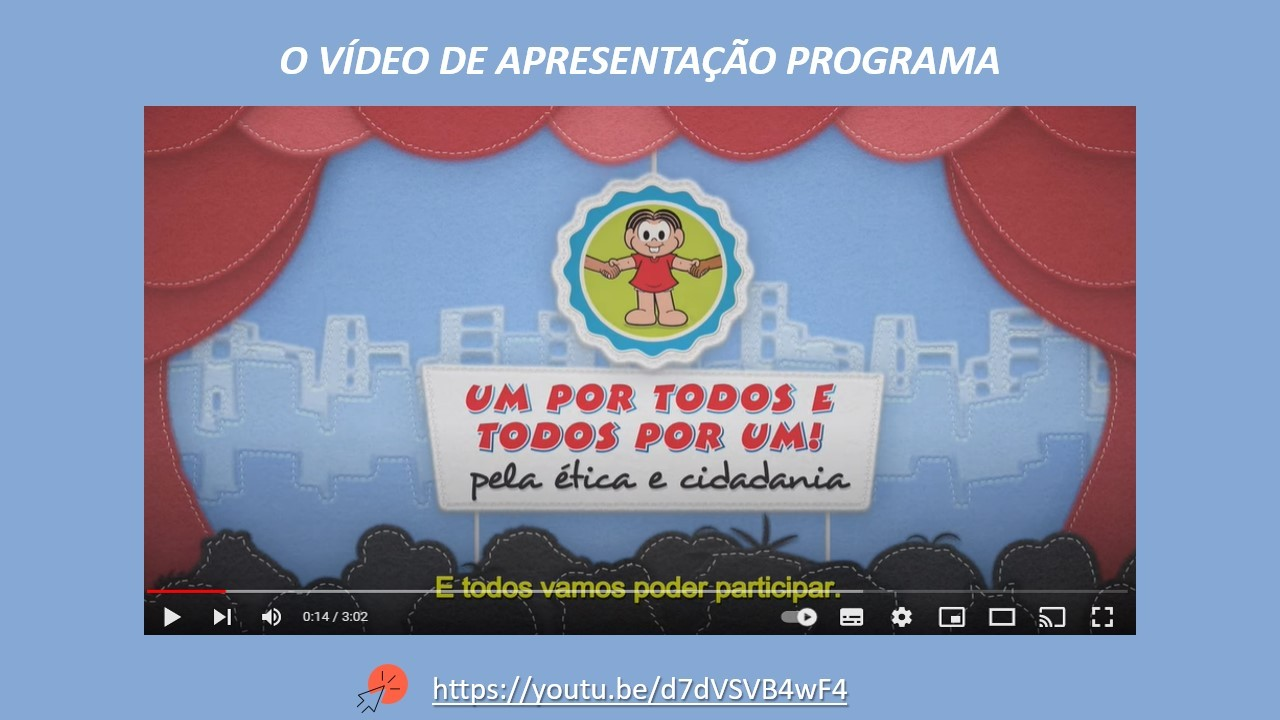 O VÍDEO DE APRESENTAÇÃO PROGRAMA
UM POR TODOS E
TODOS POR UM!
pela ética e cidadania
E todos vamos poder participar.
0:14 / 3:02
https://youtu.be/d7dVSVB4wF4